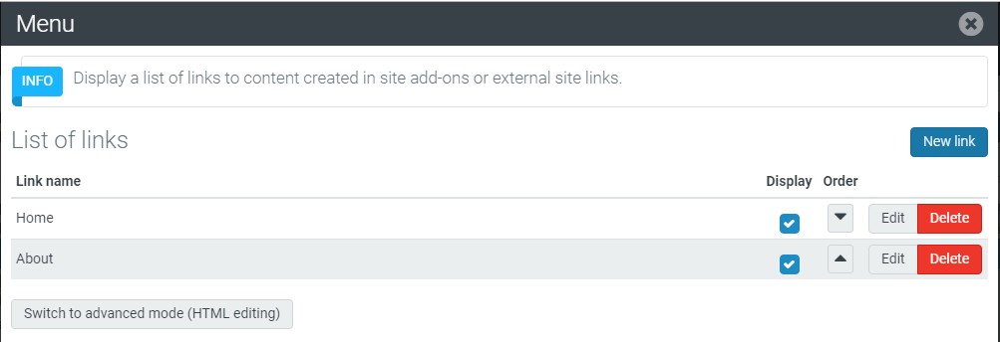 Menu
INFO Display a list of links to content created in site add-ons or external site links.
List of links New link
Link name Display Order
Home Edit Delete
About Edit Delete
Switch to advanced mode (HTML editing)